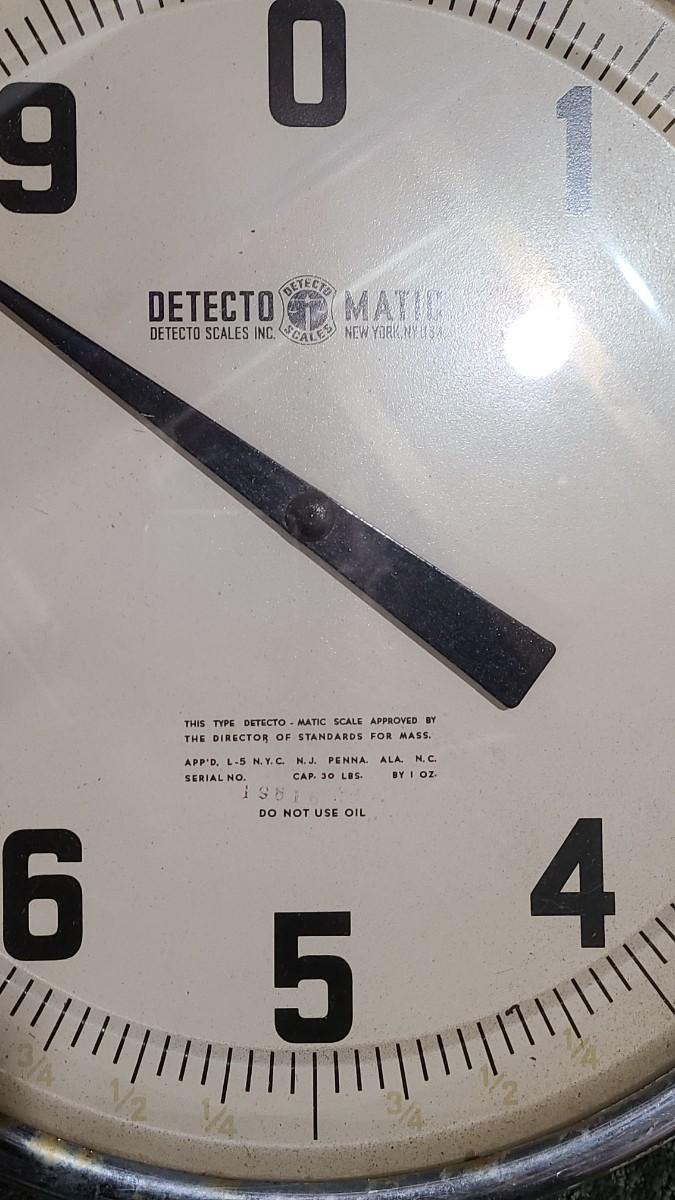 0
9
1
DETECTO
DETECTO SCALES
MATIC
DETECTO SCALES INC.
NEW YORK, N.Y. U.S.A.
THIS TYPE DETECTO - MATIC SCALE APPROVED BY
THE DIRECTOR OF STANDARDS FOR MASS.
APP'D. L-5 N.Y.C. N.J. PENNA. ALA. N.C.
SERIAL NO. CAP. 30 LBS. BY 1 OZ.
DO NOT USE OIL
6
4
5
3/4
1/2
1/4
3/4
1/2
1/4